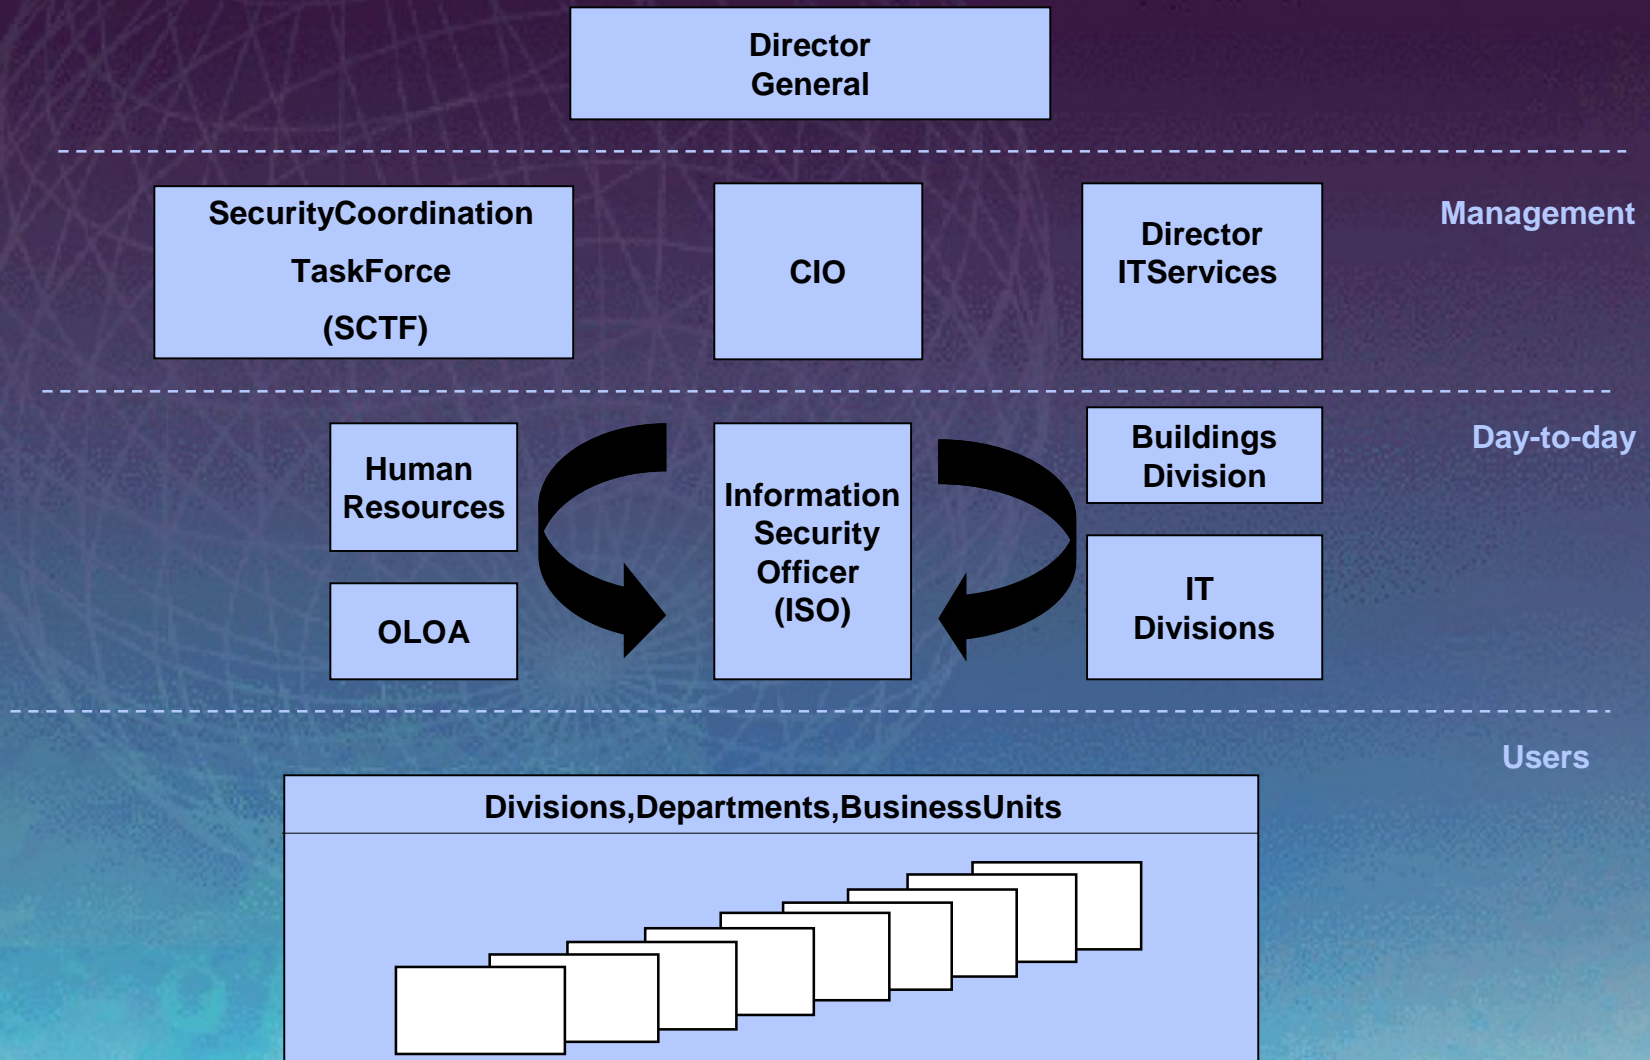 Director
General
Management
SecurityCoordination
TaskForce
(SCTF)
CIO
Director
ITServices
Day-to-day
Human
Resources
OLOA
Information
Security
Officer
(ISO)
Buildings
Division
IT
Divisions
Users
Divisions,Departments,BusinessUnits